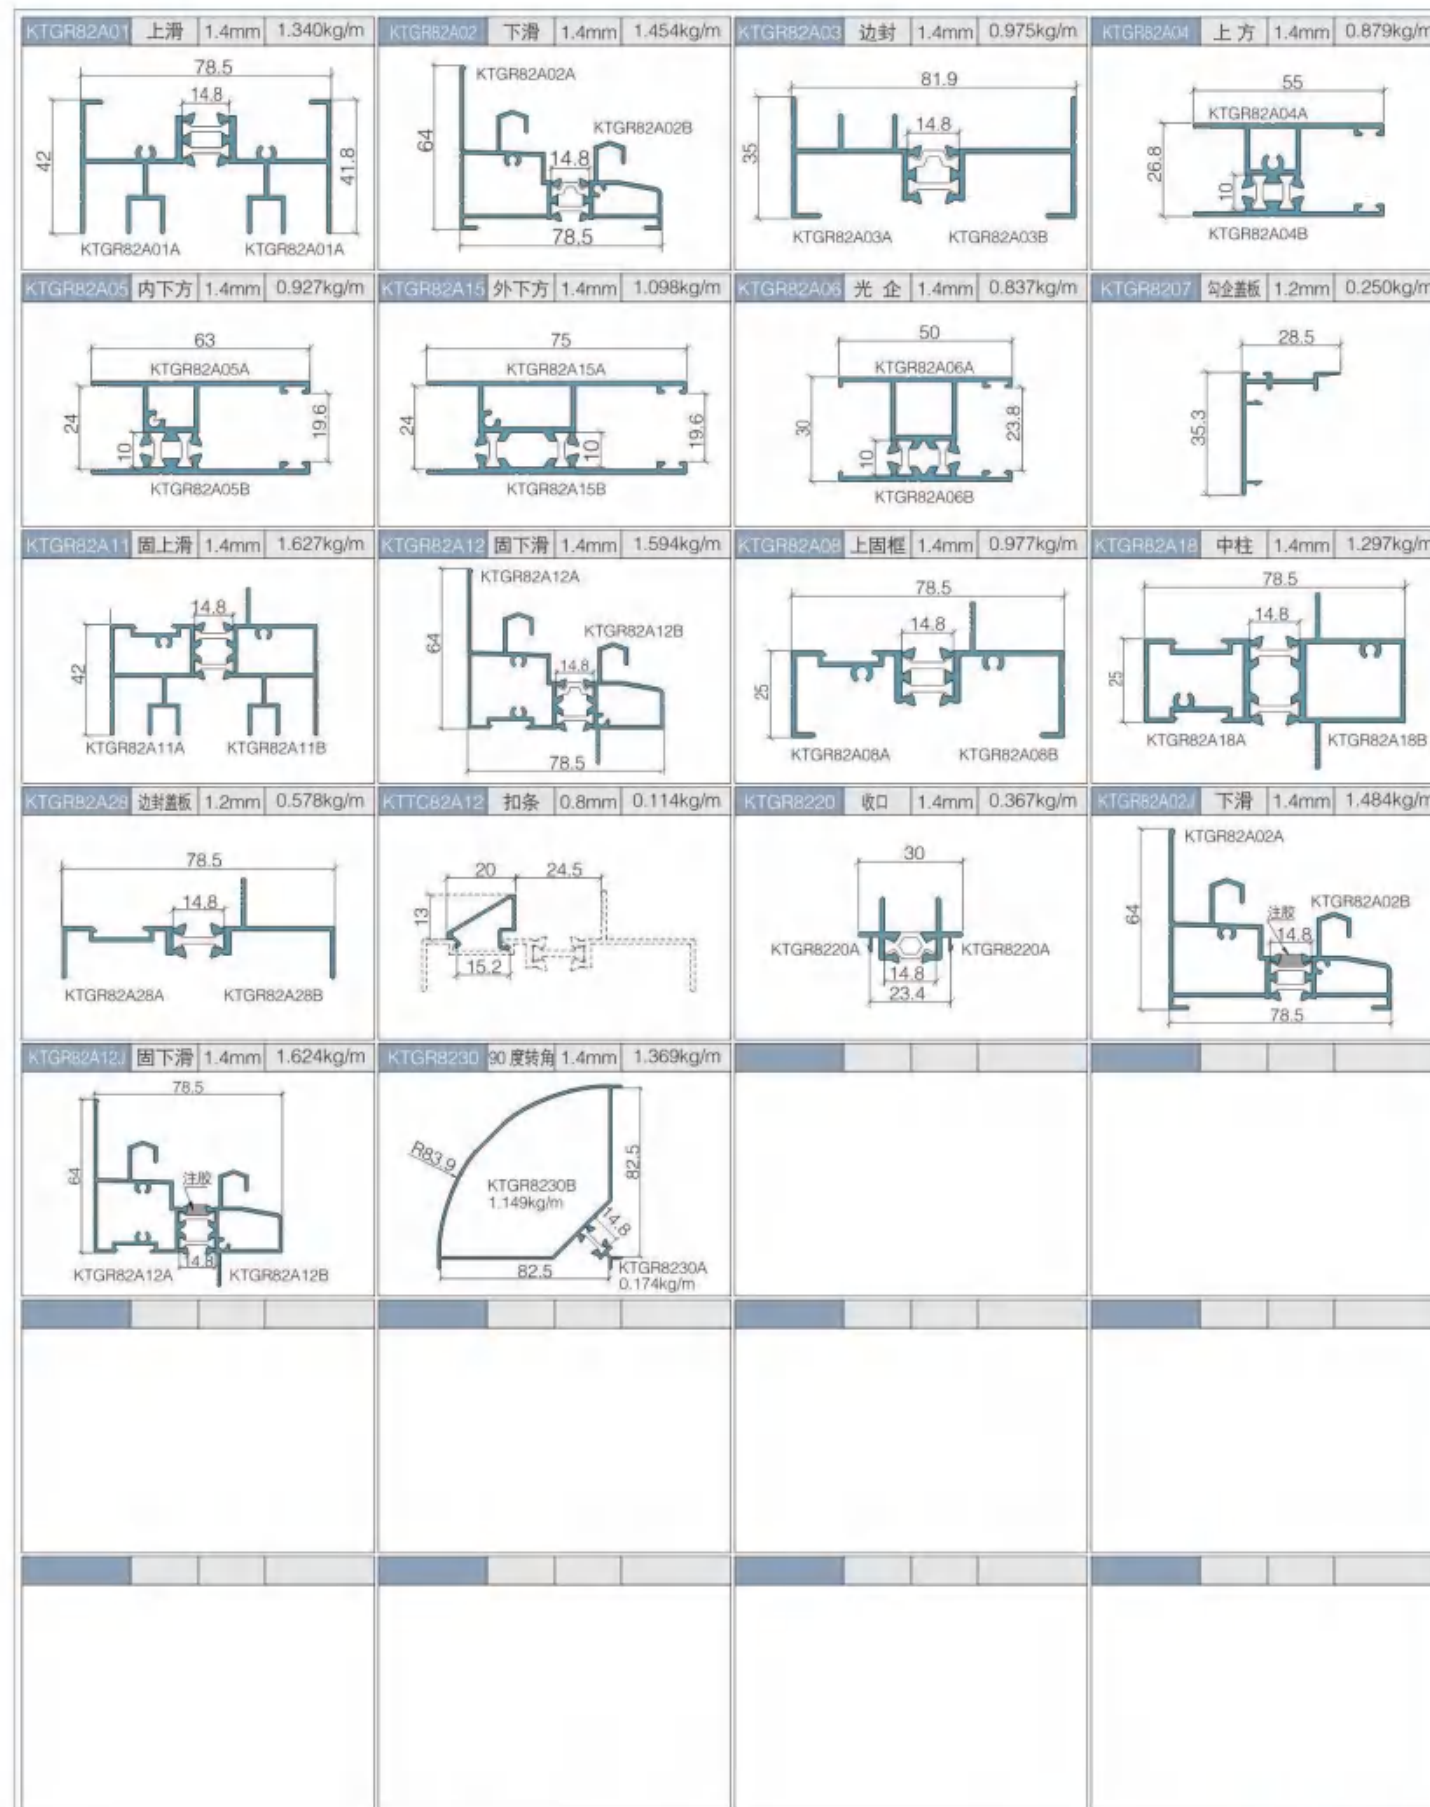 KTGR82A01 上滑 1.4mm 1.340kg/m
78.5
14.8
42
41.8
KTGR82A01A KTGR82A01A
KTGR82A02 下滑 1.4mm 1.454kg/m
KTGR82A02A
64
KTGR82A02B
14.8
78.5
KTGR82A03 边封 1.4mm 0.975kg/m
81.9
14.8
35
KTGR82A03A KTGR82A03B
KTGR82A04 上方 1.4mm 0.879kg/m
55
KTGR82A04A
26.8
10
KTGR82A04B
KTGR82A05 内下方 1.4mm 0.927kg/m
63
KTGR82A05A
24
19.6
10
KTGR82A05B
KTGR82A15 外下方 1.4mm 1.098kg/m
75
KTGR82A15A
24
19.6
10
KTGR82A15B
KTGR82A06 光企 1.4mm 0.837kg/m
50
KTGR82A06A
30
23.8
10
KTGR82A06B
KTGR8207 勾企盖板 1.2mm 0.250kg/m
28.5
35.3
KTGR82A11 固上滑 1.4mm 1.627kg/m
14.8
42
KTGR82A11A KTGR82A11B
KTGR82A12 固下滑 1.4mm 1.594kg/m
KTGR82A12A
64
KTGR82A12B
14.8
78.5
KTGR82A08 上固框 1.4mm 0.977kg/m
78.5
14.8
25
KTGR82A08A KTGR82A08B
KTGR82A18 中柱 1.4mm 1.297kg/m
78.5
14.8
25
KTGR82A18A KTGR82A18B
KTGR82A28 边封盖板 1.2mm 0.578kg/m
78.5
14.8
KTGR82A28A KTGR82A28B
KTTC82A12 扣条 0.8mm 0.114kg/m
20 24.5
13
15.2
KTGR8220 收口 1.4mm 0.367kg/m
30
KTGR8220A KTGR8220A
14.8
23.4
KTGR82A02J 下滑 1.4mm 1.484kg/m
KTGR82A02A
64
KTGR82A02B
注胶
14.8
78.5
KTGR82A12J 固下滑 1.4mm 1.624kg/m
78.5
64
注胶
14.8
KTGR82A12A KTGR82A12B
KTGR8230 90度转角 1.4mm 1.369kg/m
R83.9
82.5
KTGR8230B
1.149kg/m
14.8
82.5
KTGR8230A
0.174kg/m